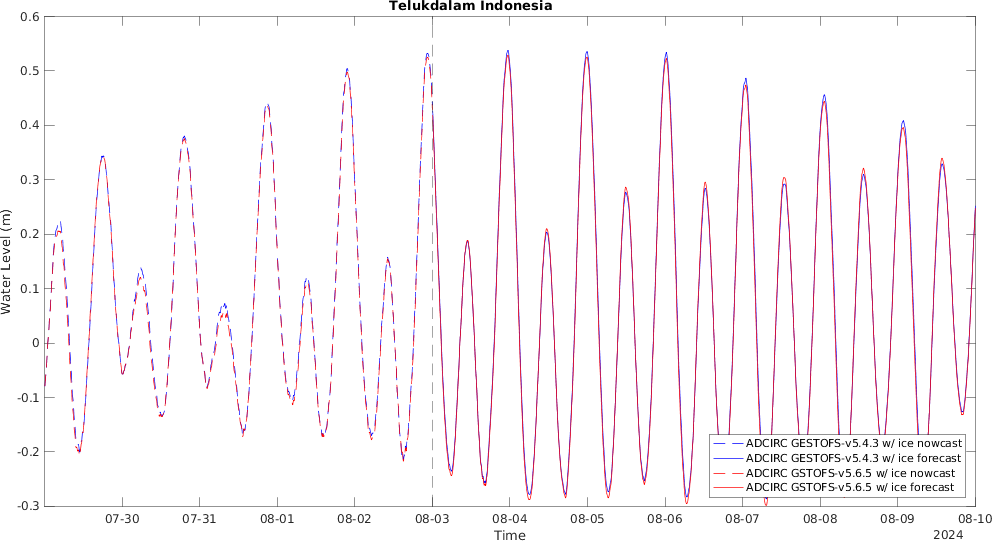 Telukdalam Indonesia
0.6
0.5
0.4
0.3
0.2
0.1
0
-0.1
-0.2
-0.3
Water Level (m)
ADCIRC GESTOFS-v5.4.3 w/ ice nowcast
ADCIRC GESTOFS-v5.4.3 w/ ice forecast
ADCIRC GSTOFS-v5.6.5 w/ ice nowcast
ADCIRC GSTOFS-v5.6.5 w/ ice forecast
07-30 07-31 08-01 08-02 08-03 08-04 08-05 08-06 08-07 08-08 08-09 08-10
Time
2024